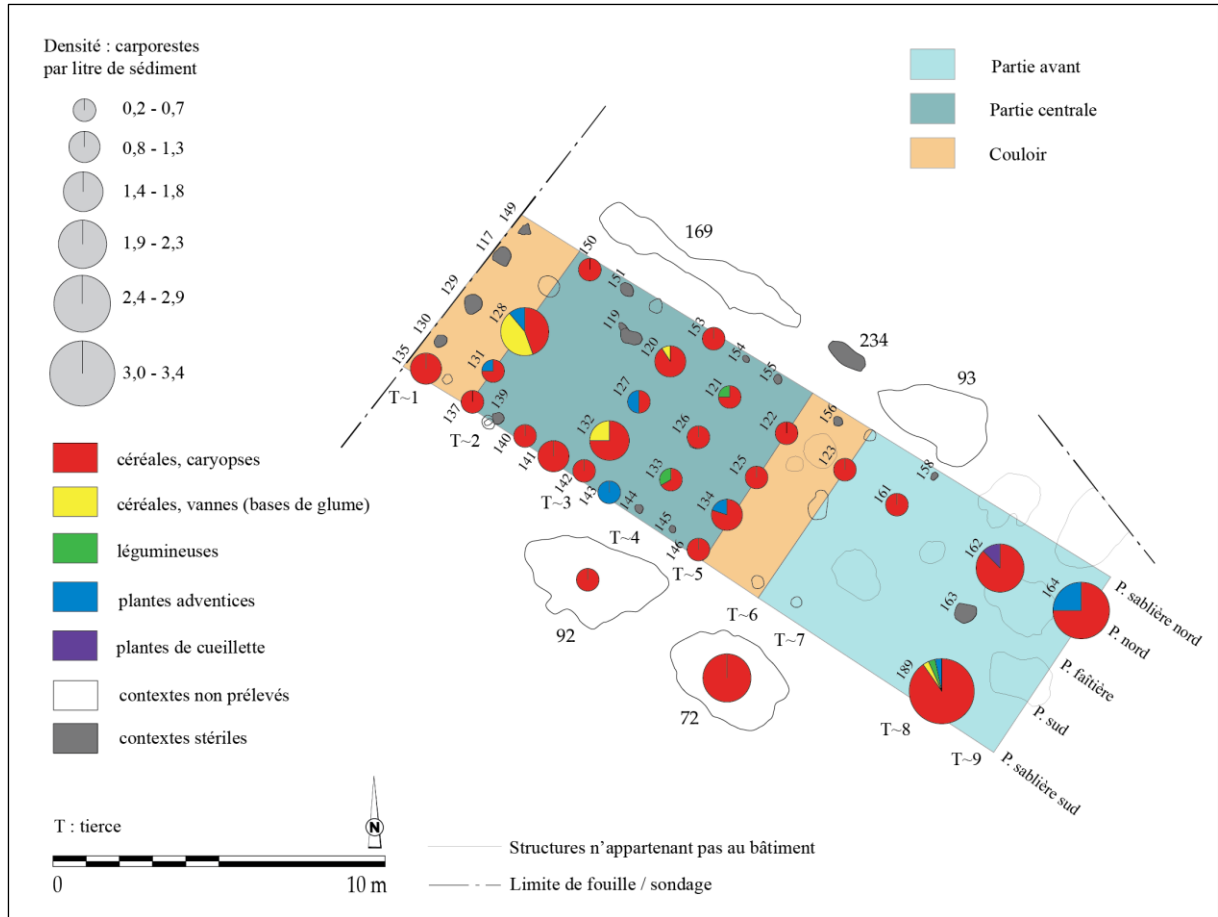 Densité : carporestes
par litre de sédiment
0,2 - 0,7
0,8 - 1,3
1,4 - 1,8
1,9 - 2,3
2,4 - 2,9
3,0 - 3,4
céréales, caryopses
céréales, vannes (bases de glume)
légumineuses
plantes adventices
plantes de cueillette
contextes non prélevés
contextes stériles
T : tierce
0
10 m
N
Structures n'appartenant pas au bâtiment
Limite de fouille / sondage
Partie avant
Partie centrale
Couloir
149
117
129
130
135
T~1
150
151
169
128
119
131
120
153
154
155
234
93
137
139
T~2
127
121
140
132
126
122
156
141
142
T~3
143
133
125
123
158
144
145
134
161
T~4
146
T~5
92
162
164
T~6
163
T~7
72
189
T~8
T~9
P. sablière nord
P. nord
P. faîtière
P. sud
P. sablière sud